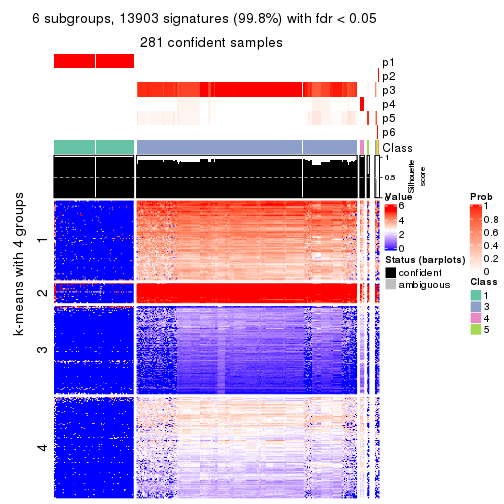 6 subgroups, 13903 signatures (99.8%) with fdr < 0.05
281 confident samples
p1
p2
p3
p4
p5
p6
Class
1
0.5
0
Silhouette
score
k-means with 4 groups
1
2
3
4
Value
6
4
2
0
Status (barplots)
confident
ambiguous
Prob
1
0.8
0.6
0.4
0.2
0
Class
1
3
4
5